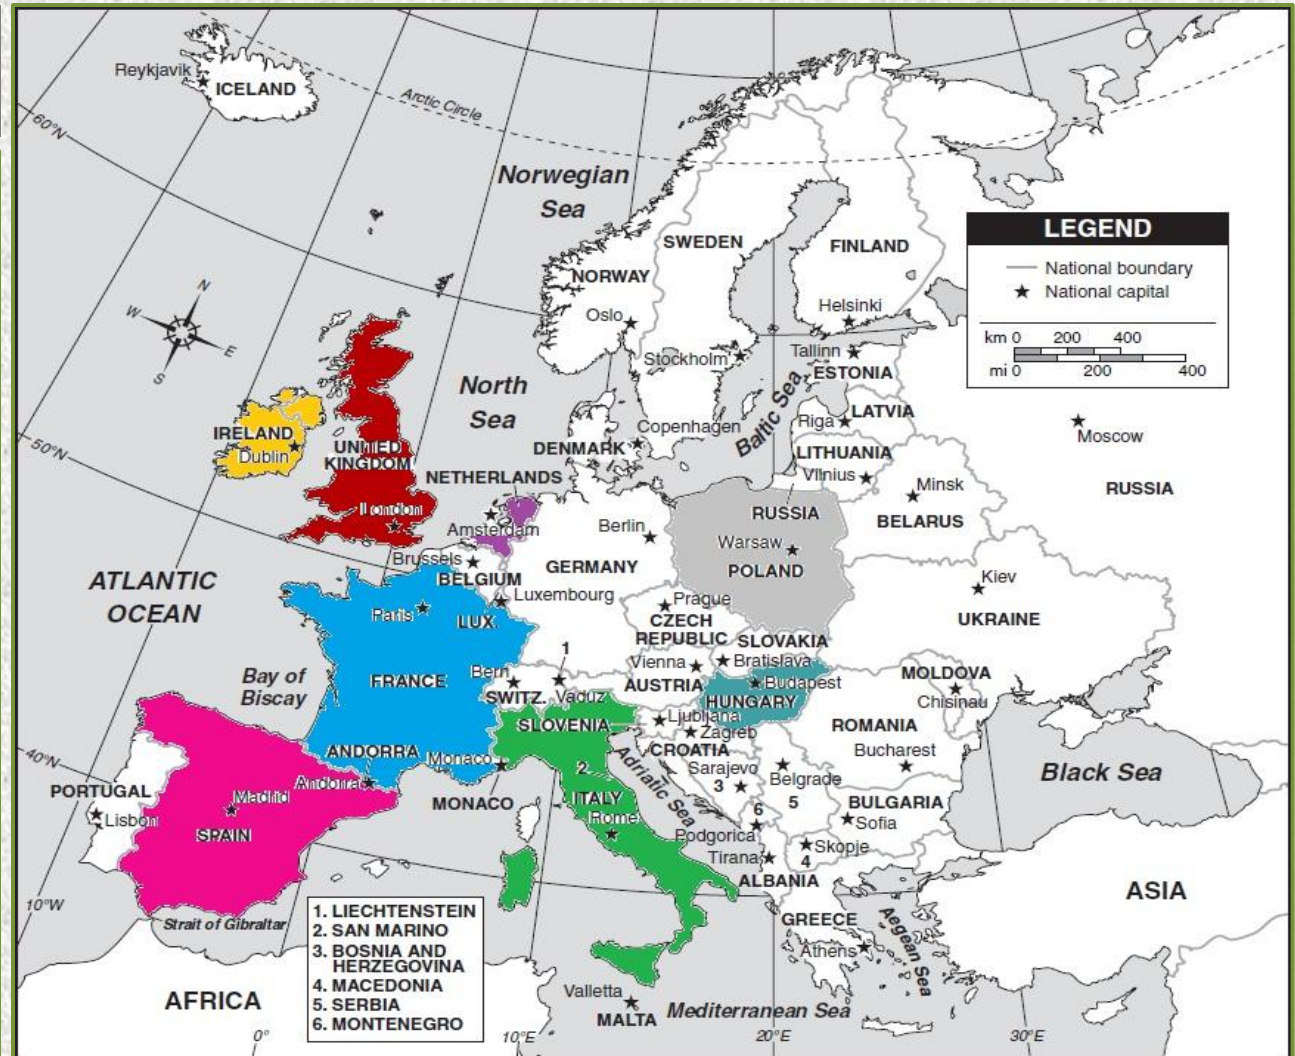 Reykjavik
ICELAND
Arctic Circle
60°N
Norwegian
Sea
SWEDEN
FINLAND
NORWAY
Oslo
Helsinki
Stockholm
Tallinn
ESTONIA
LEGEND
National boundary
National capital
km 0 200 400
mi 0 200 400
N
W
E
S
North
Sea
Baltic Sea
Riga
LATVIA
Copenhagen
DENMARK
LITHUANIA
Vilnius
Moscow
RUSSIA
Minsk
BELARUS
50°N
IRELAND
Dublin
UNITED
KINGDOM
London
NETHERLANDS
Amsterdam
Berlin
RUSSIA
Warsaw
POLAND
Brussels
BELGIUM
GERMANY
Luxembourg
LUX.
Paris
Prague
CZECH
REPUBLIC
SLOVAKIA
Kiev
UKRAINE
ATLANTIC
OCEAN
Bay of
Biscay
FRANCE
Bern
SWITZ.
1
Vaduz
Vienna
AUSTRIA
Bratislava
Budapest
HUNGARY
MOLDOVA
Chisinau
SLOVENIA
Ljubljana
Zagreb
CROATIA
ROMANIA
Bucharest
Black Sea
ANDORRA
Andorra
Monaco
MONACO
2
ITALY
Rome
Adriatic Sea
Sarajevo
3
Belgrade
5
6
Podgorica
BULGARIA
Sofia
Skopje
4
Tirana
ALBANIA
40°N
PORTUGAL
Lisbon
Madrid
SPAIN
10°W
Strait of Gibraltar
ASIA
GREECE
Athens
Aegean Sea
1. LIECHTENSTEIN
2. SAN MARINO
3. BOSNIA AND
HERZEGOVINA
4. MACEDONIA
5. SERBIA
6. MONTENEGRO
AFRICA
Valletta
MALTA
Mediterranean Sea
0°
10°E
20°E
30°E